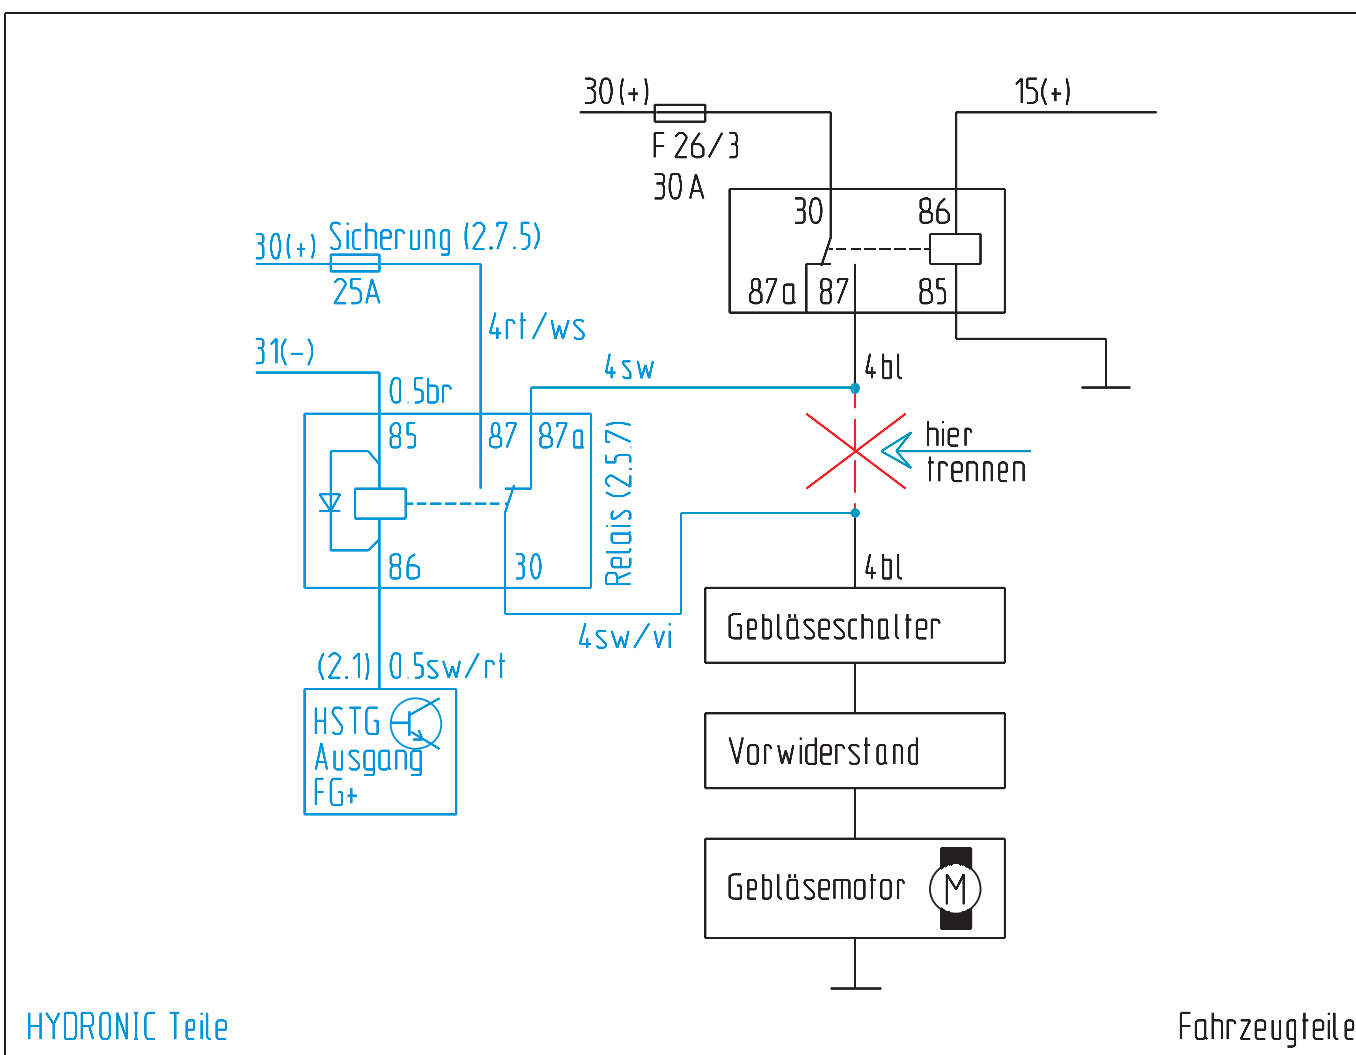 30(+)
15(+)
F 26/3
30A
30
86
87a
87
85
30(+)
Sicherung (2.7.5)
25A
4rt/ws
31(-)
0.5br
4sw
4bl
85
87
87a
Relais (2.5.7)
hier
trennen
86
30
4bl
4sw/vi
Gebläseschalter
(2.1)
0.5sw/rt
HSTG
Ausgang
FG+
Vorwiderstand
Gebläsemotor
M
HYDRONIC Teile
Fahrzeugteile